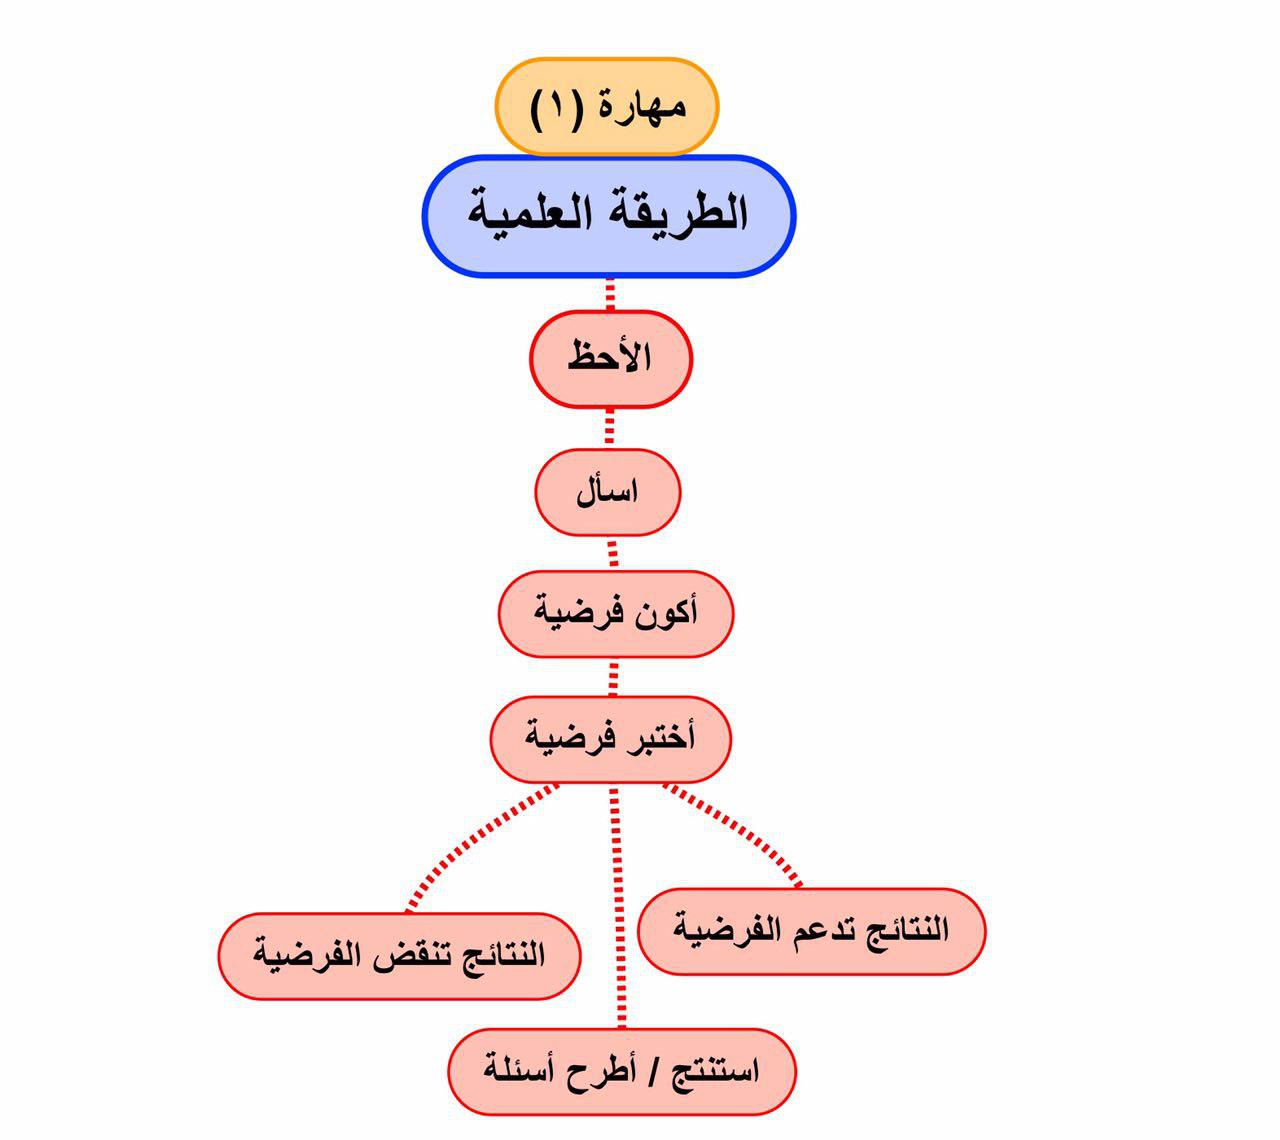 مهارة (١)
الطريقة العلمية
الأحظ
اسأل
أكون فرضية
أختبر فرضية
النتائج تدعم الفرضية
النتائج تنقض الفرضية
استنتج / أطرح أسئلة